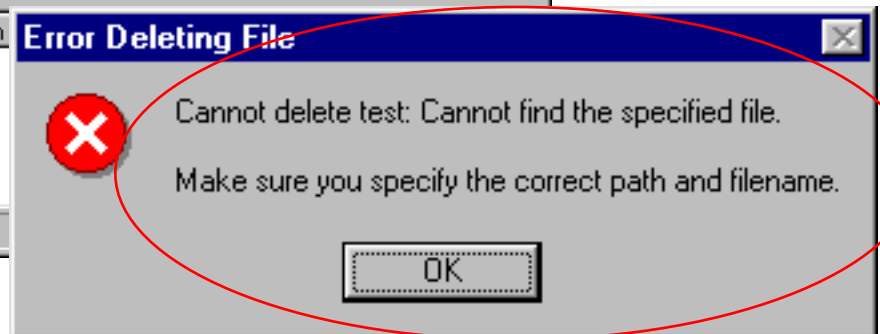 Error Deleting File
Cannot delete test: Cannot find the specified file.
Make sure you specify the correct path and filename.
OK